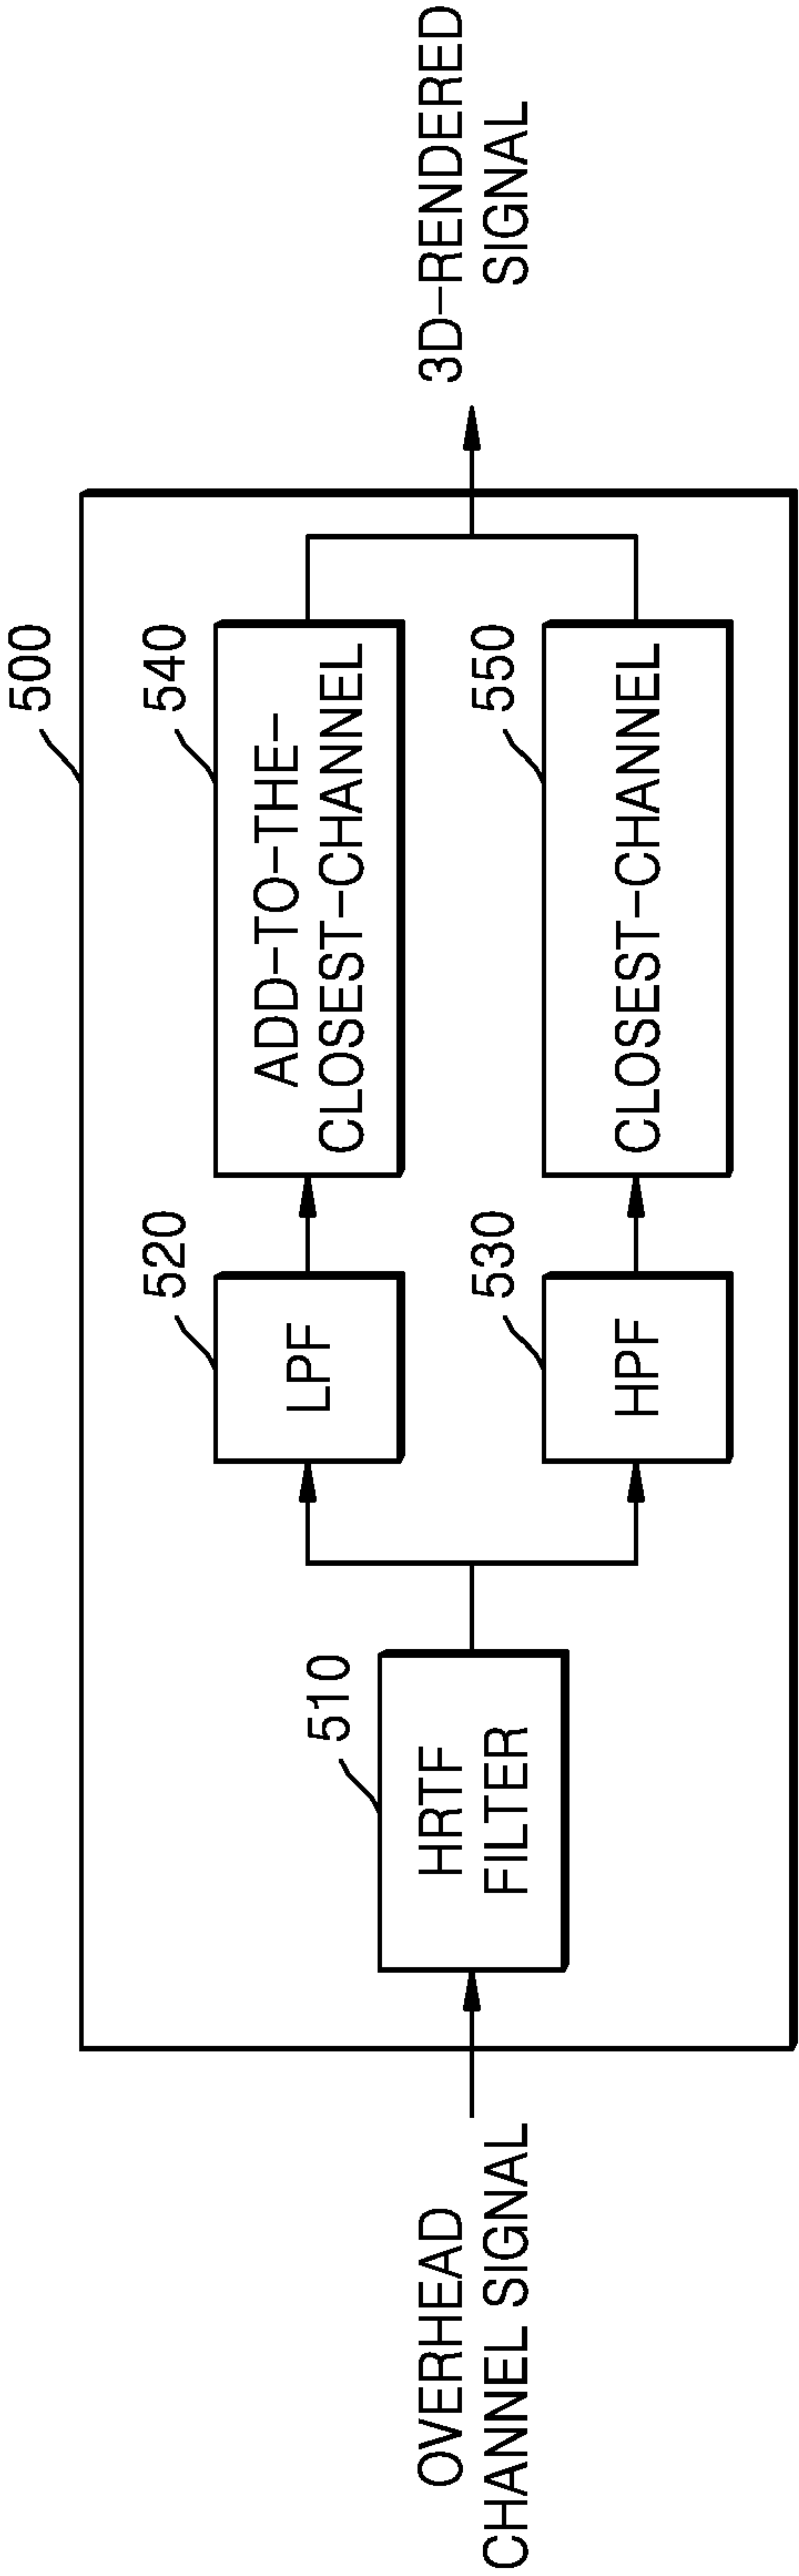 500
OVERHEAD
CHANNEL SIGNAL
510
HRTF
FILTER
520
LPF
540
ADD-TO-THE-
CLOSEST-CHANNEL
530
HPF
550
CLOSEST-CHANNEL
3D-RENDERED
SIGNAL